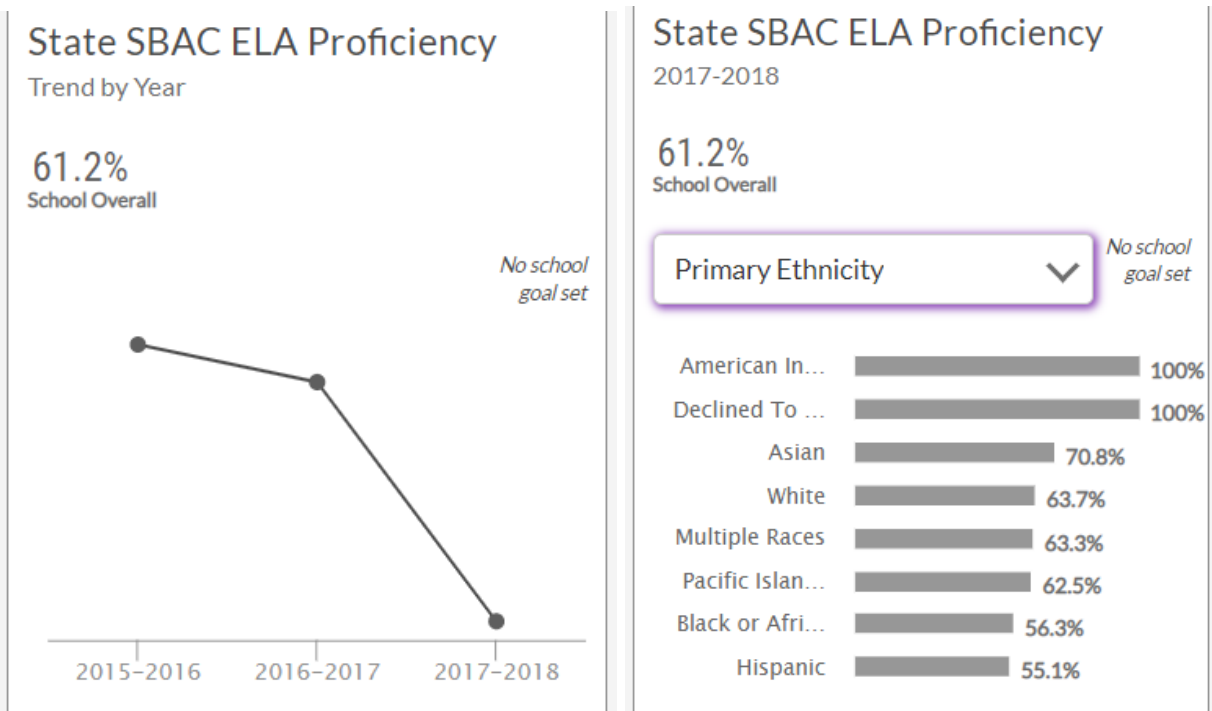 State SBAC ELA Proficiency
Trend by Year
61.2%
School Overall
No school
goal set
2015-2016
2016-2017
2017-2018
State SBAC ELA Proficiency
2017-2018
61.2%
School Overall
Primary Ethnicity
No school
goal set
American In... 100%
Declined To ... 100%
Asian 70.8%
White 63.7%
Multiple Races 63.3%
Pacific Islan... 62.5%
Black or Afri... 56.3%
Hispanic 55.1%